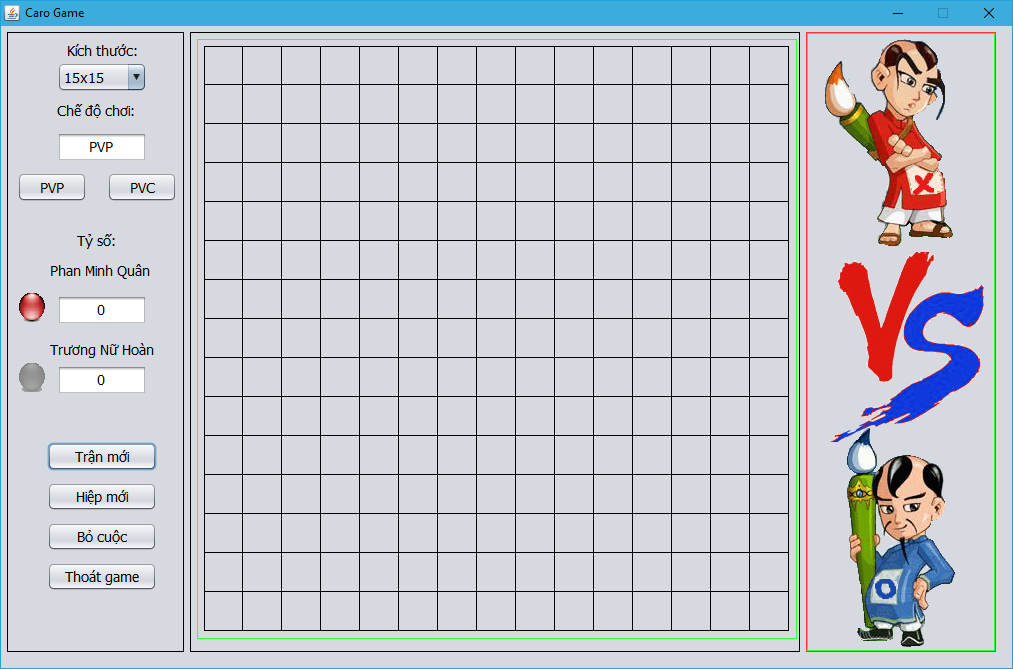 Caro Game
Kích thước:
15x15
Chế độ chơi:
PVP
PVP PVC
Tỷ số:
Phan Minh Quân
0
Trương Nữ Hoàn
0
Trận mới
Hiệp mới
Bỏ cuộc
Thoát game
X
VS
O